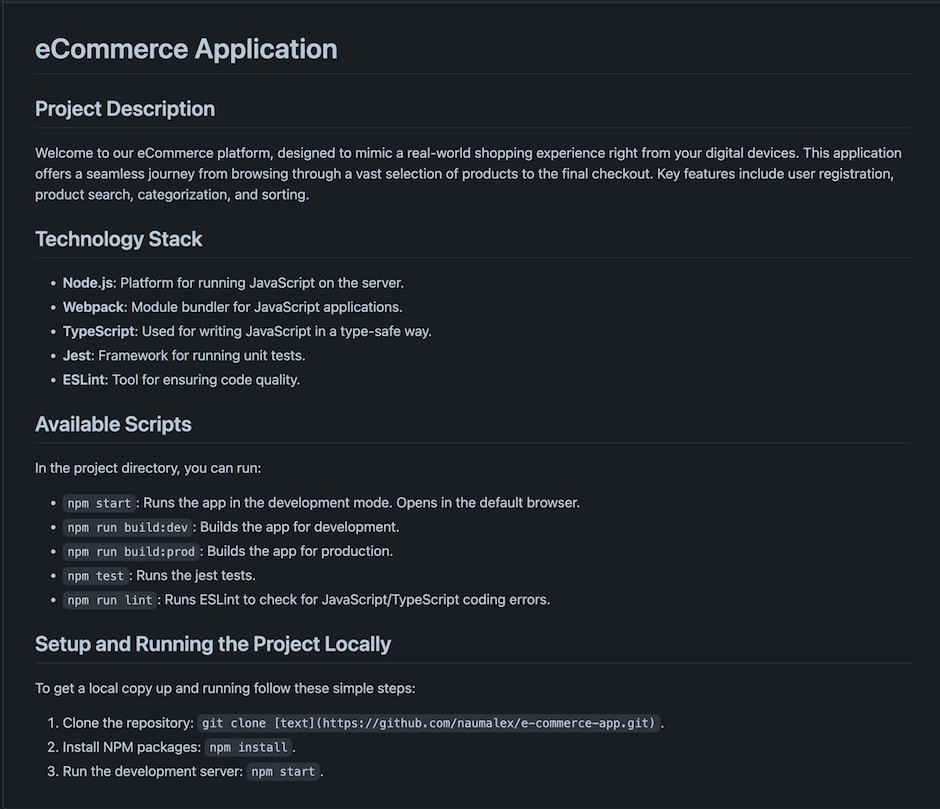 eCommerce Application
Project Description
Welcome to our eCommerce platform, designed to mimic a real-world shopping experience right from your digital devices. This application
offers a seamless journey from browsing through a vast selection of products to the final checkout. Key features include user registration,
product search, categorization, and sorting.
Technology Stack
• Node.js: Platform for running JavaScript on the server.
• Webpack: Module bundler for JavaScript applications.
• TypeScript: Used for writing JavaScript in a type-safe way.
• Jest: Framework for running unit tests.
• ESLint: Tool for ensuring code quality.
Available Scripts
In the project directory, you can run:
• npm start: Runs the app in the development mode. Opens in the default browser.
• npm run build:dev: Builds the app for development.
• npm run build:prod: Builds the app for production.
• npm test: Runs the jest tests.
• npm run lint: Runs ESLint to check for JavaScript/TypeScript coding errors.
Setup and Running the Project Locally
To get a local copy up and running follow these simple steps:
1. Clone the repository: git clone [text](https://github.com/naumalex/e-commerce-app.git).
2. Install NPM packages: npm install.
3. Run the development server: npm start.